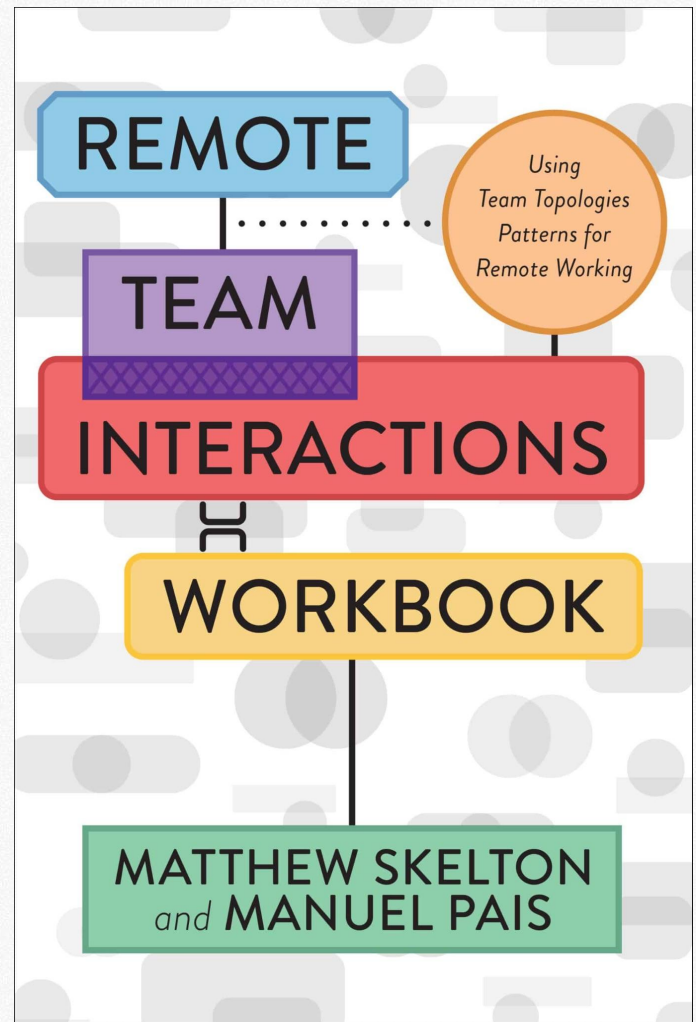 REMOTE
Using
Team Topologies
Patterns for
Remote Working
TEAM
INTERACTIONS
WORKBOOK
MATTHEW SKELTON
and MANUEL PAIS